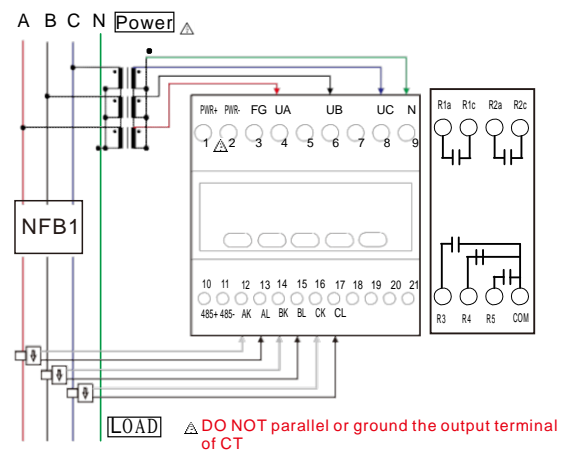 A B C N Power
PWR+ PWR- FG UA UB UC N
1 2 3 4 5 6 7 8 9
R1a R1c R2a R2c
NFB1
10 11 12 13 14 15 16 17 18 19 20 21
485+ 485- AK AL BK BL CK CL
R3 R4 R5 COM
LOAD
DO NOT parallel or ground the output terminal
of CT